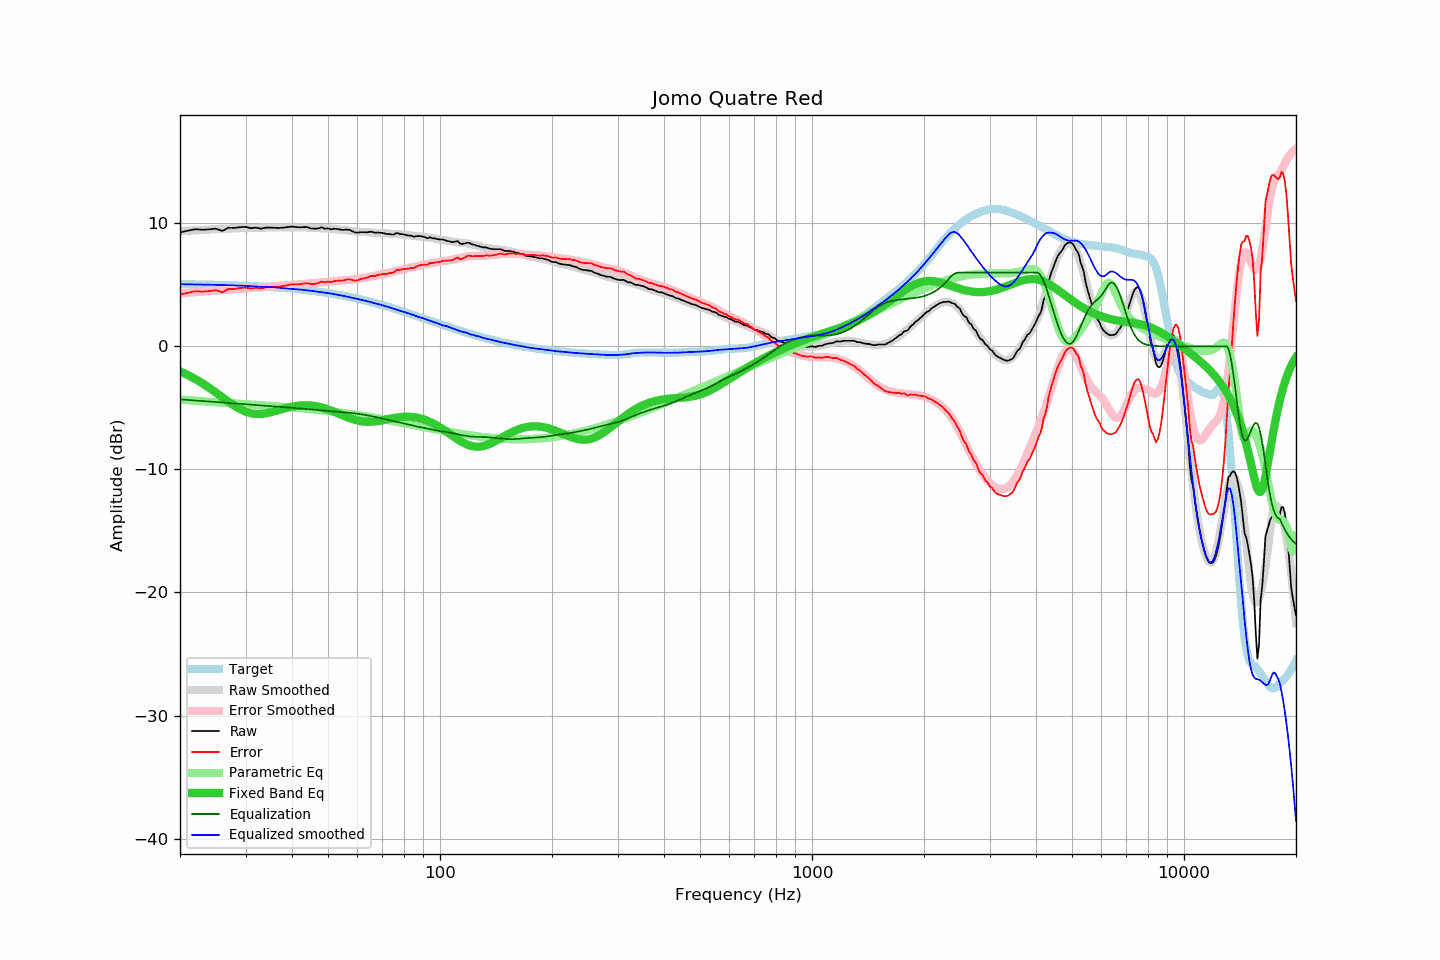 Jomo Quatre Red
10
0
−10
−20
−30
−40
Amplitude (dBr)
Target
Raw Smoothed
Error Smoothed
Raw
Error
Parametric Eq
Fixed Band Eq
Equalization
Equalized smoothed
100
1000
10000
Frequency (Hz)